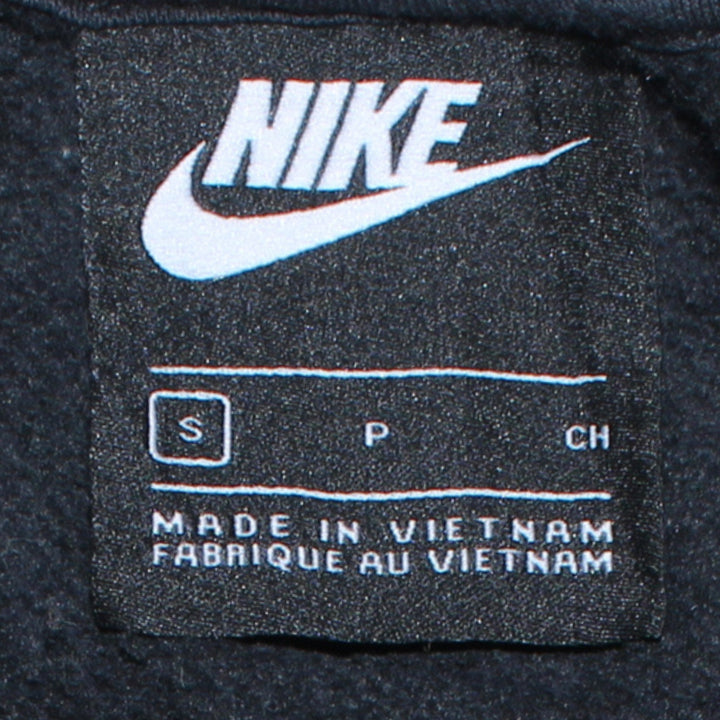 NIKE
S P CH
MADE IN VIETNAM
FABRIQUE AU VIETNAM